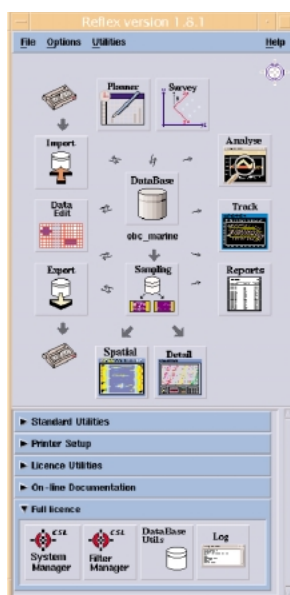 Reflex version 1.8.1
File Options Utilities Help
Planner Survey
Import Analyse
DataBase
Data Edit Track
obc_marine
Export Sampling Reports
Spatial Detail
Standard Utilities
Printer Setup
Licence Utilities
On-line Documentation
Full licence
CSL CSL DataBase Utils Log
System Manager Filter Manager